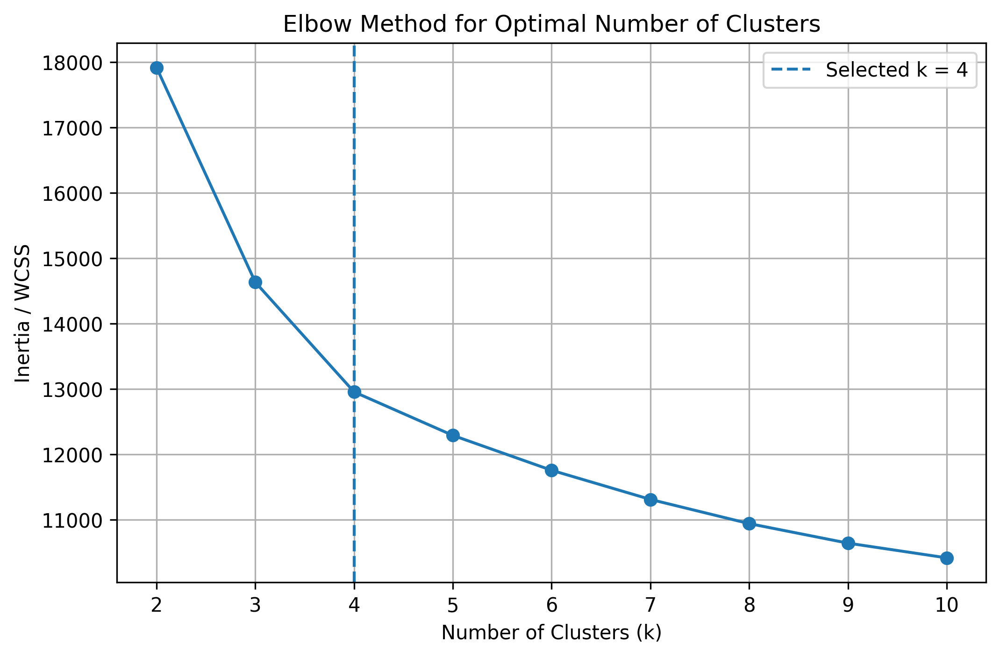 Elbow Method for Optimal Number of Clusters
Selected k = 4
Inertia / WCSS
18000
17000
16000
15000
14000
13000
12000
11000
2 3 4 5 6 7 8 9 10
Number of Clusters (k)